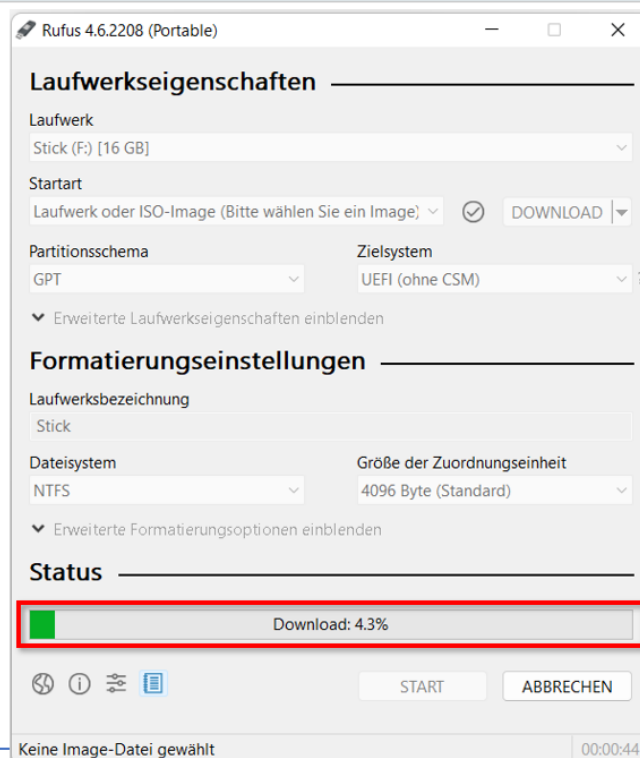 Rufus 4.6.2208 (Portable)
Laufwerkseigenschaften
Laufwerk
Stick (F:) [16 GB]
Startart
Laufwerk oder ISO-Image (Bitte wählen Sie ein Image)
DOWNLOAD
Partitionsschema
Zielsystem
GPT
UEFI (ohne CSM)
Erweiterte Laufwerkseigenschaften einblenden
Formatierungseinstellungen
Laufwerksbezeichnung
Stick
Dateisystem
Größe der Zuordnungseinheit
NTFS
4096 Byte (Standard)
Erweiterte Formatierungsoptionen einblenden
Status
Download: 4.3%
START
ABBRECHEN
Keine Image-Datei gewählt
00:00:44